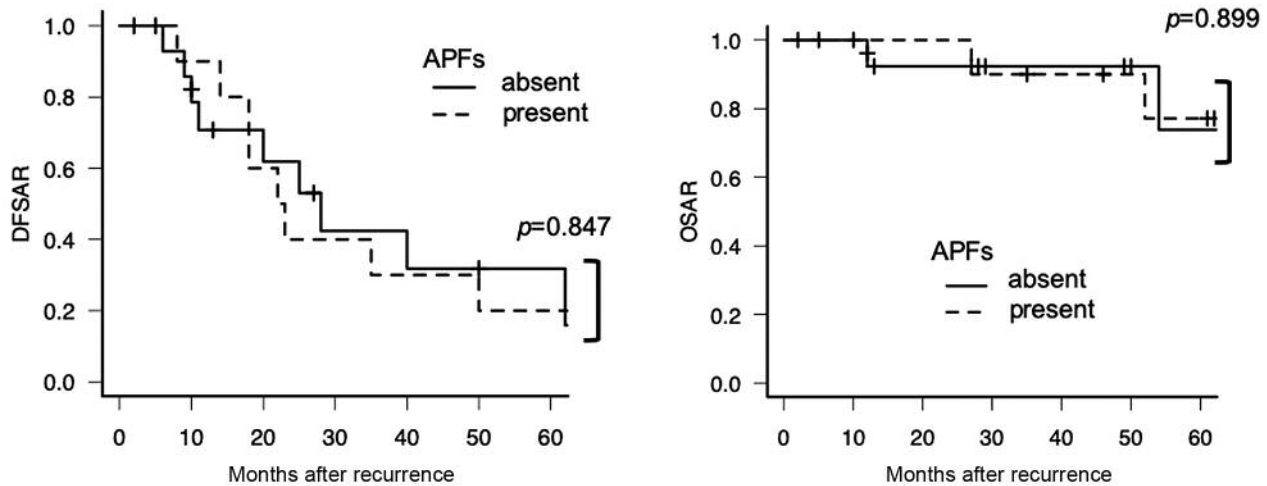 1.0
0.8
0.6
0.4
0.2
0.0
DFSAR
APFs
absent
present
p=0.847
0 10 20 30 40 50 60
Months after recurrence
p=0.899
1.0
0.8
0.6
0.4
0.2
0.0
OSAR
APFs
absent
present
0 10 20 30 40 50 60
Months after recurrence